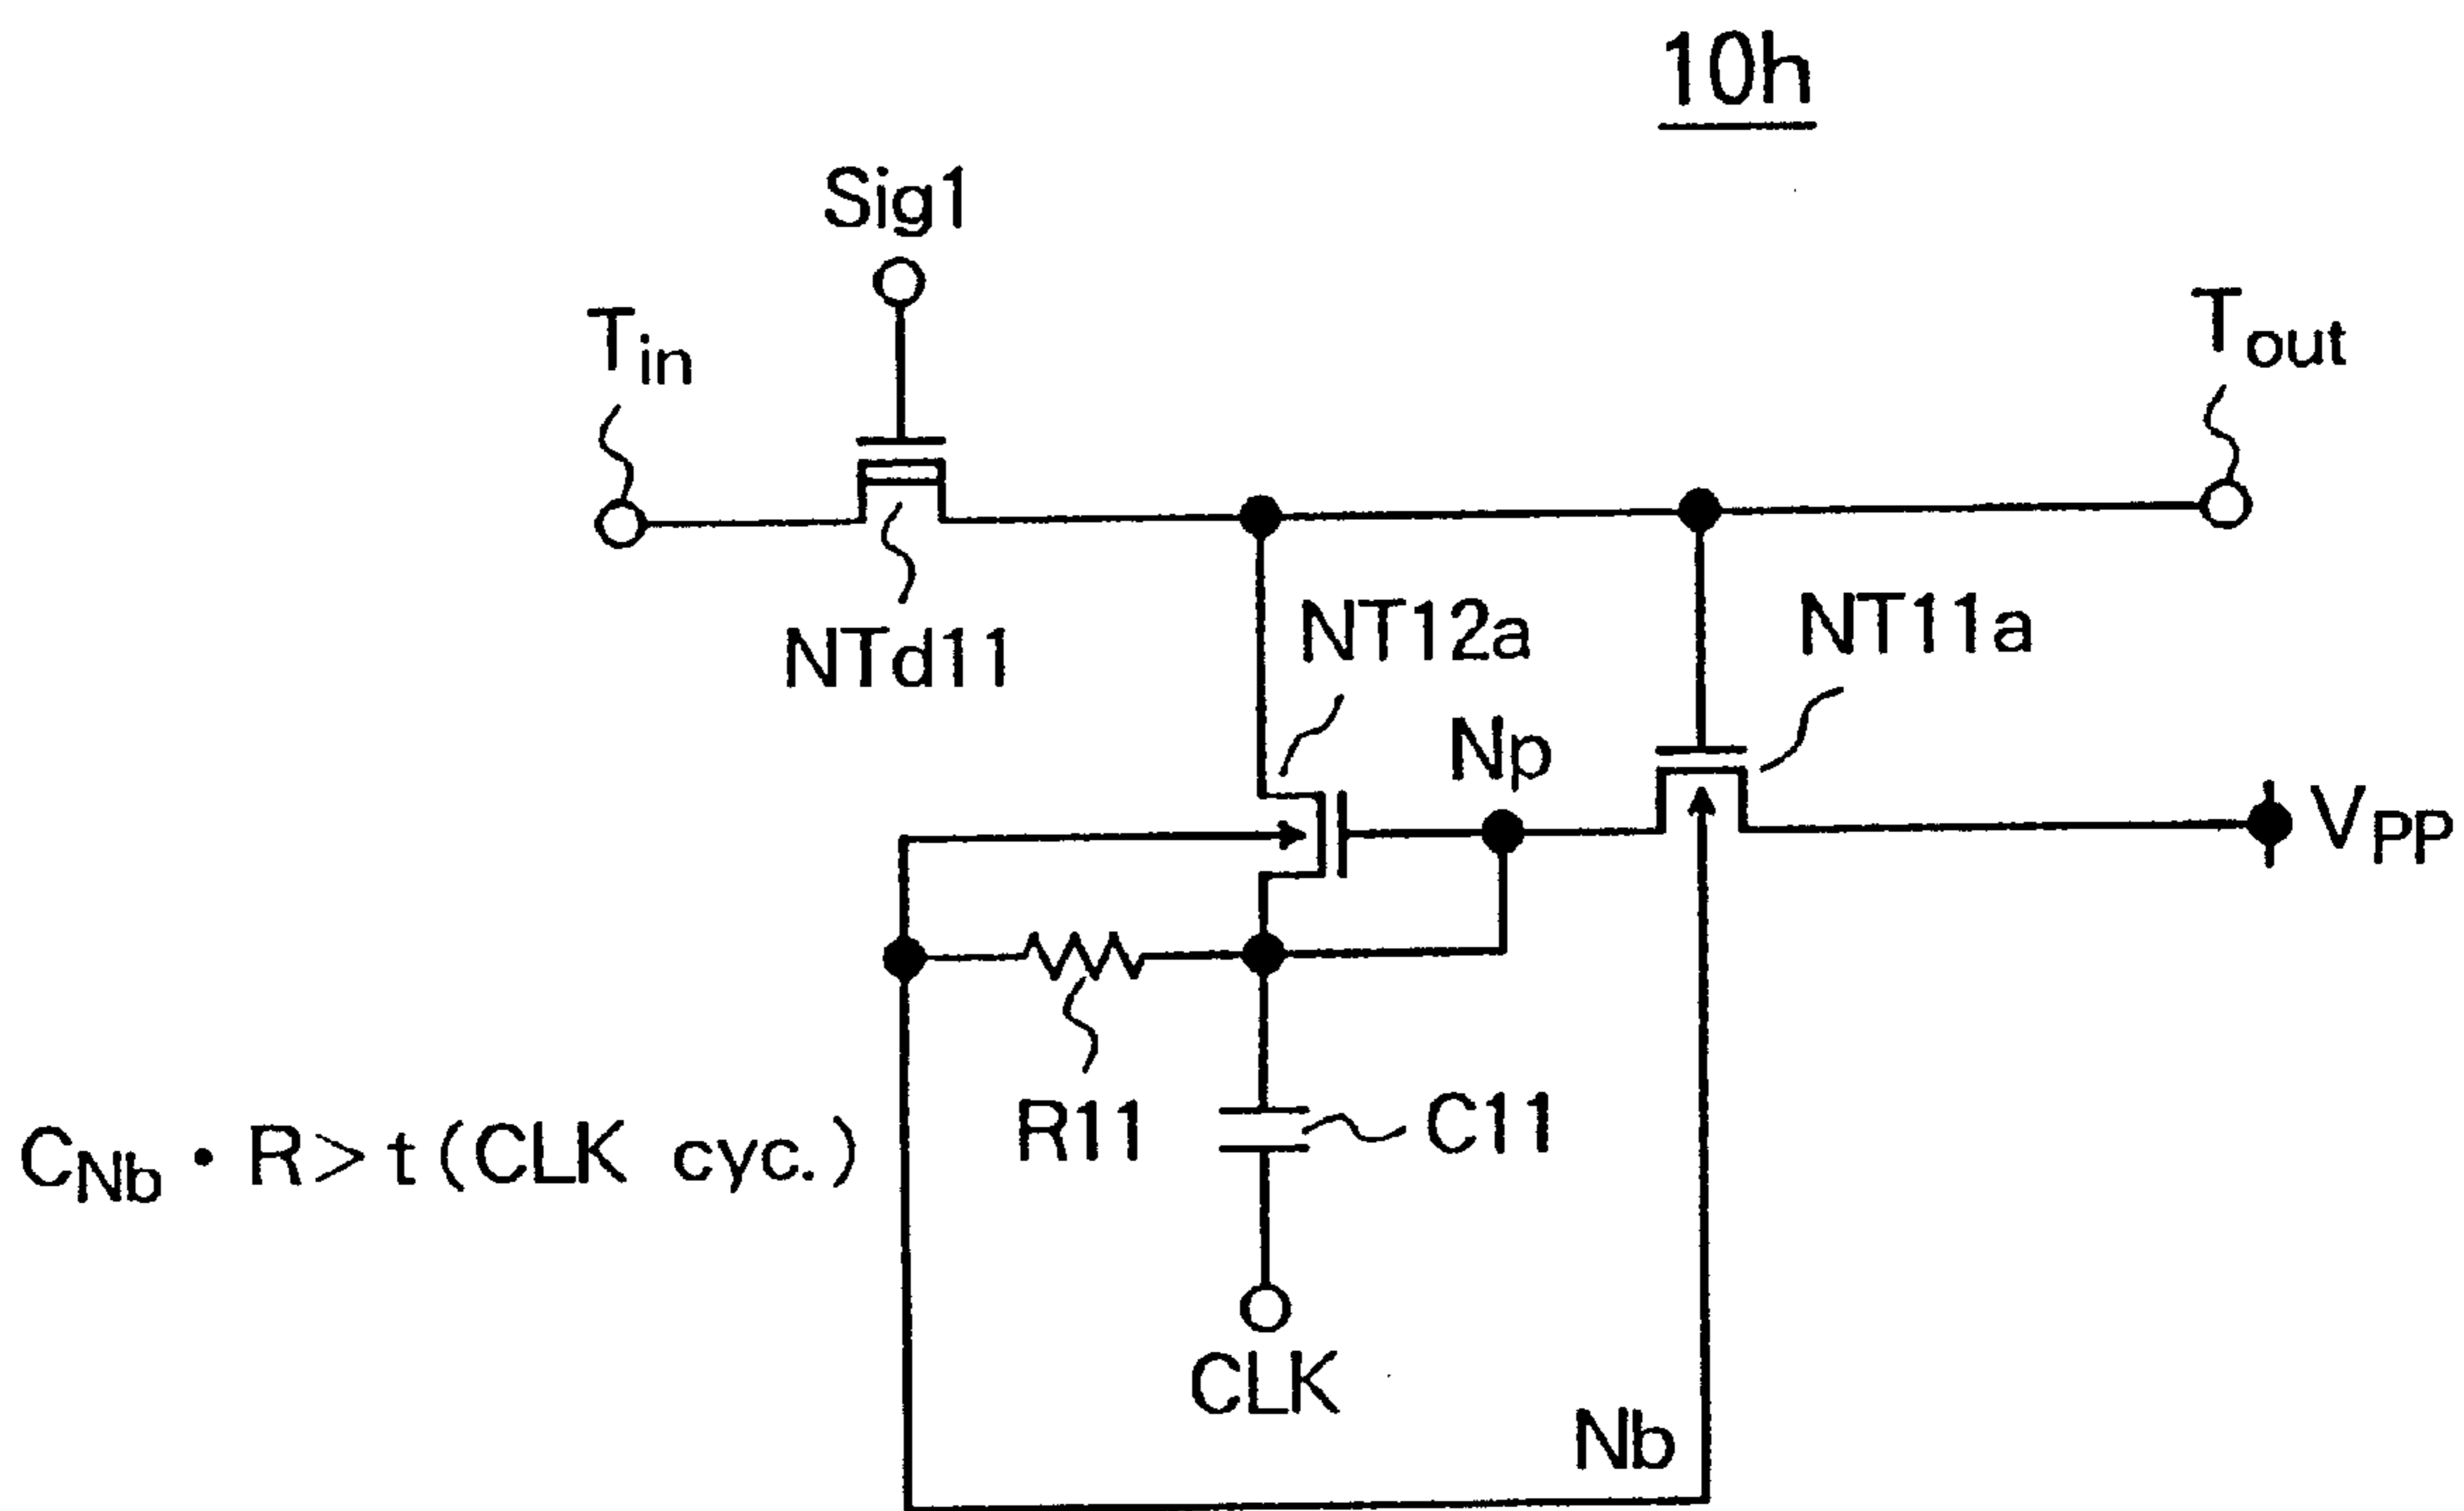 10h
Sig1
Tin
Tout
NTd11
NT12a
NT11a
Np
VPP
R11
C11
CNb・R>t(CLK cyc.)
CLK
Nb